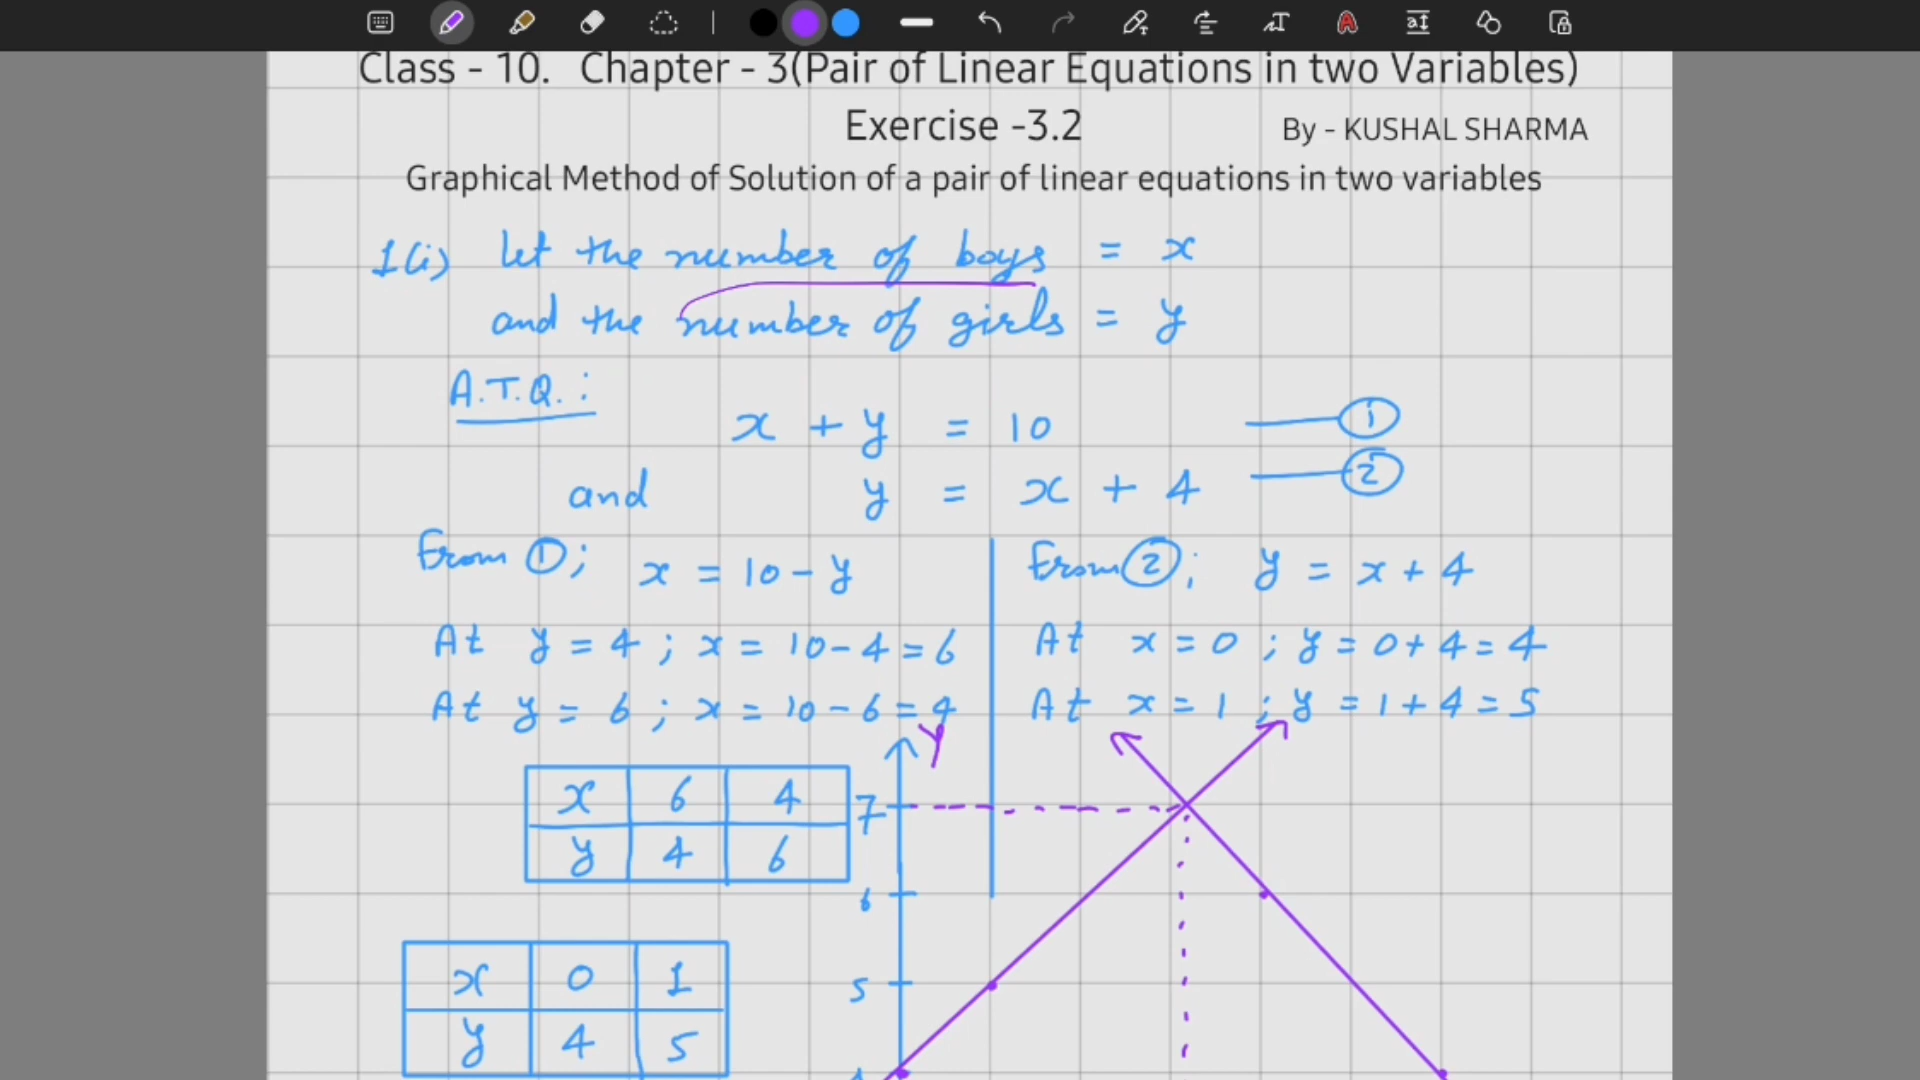 Class - 10. Chapter - 3(Pair of Linear Equations in two Variables)
Exercise -3.2 By - KUSHAL SHARMA
Graphical Method of Solution of a pair of linear equations in two variables
1(i) let the number of boys = x
and the number of girls = y
A.T.Q. :
x + y = 10 ①
and y = x + 4 ②
From ①; x = 10 - y
At y = 4 ; x = 10 - 4 = 6
At y = 6 ; x = 10 - 6 = 4
From ②; y = x + 4
At x = 0 ; y = 0 + 4 = 4
At x = 1 ; y = 1 + 4 = 5
x 6 4
y 4 6
x 0 1
y 4 5
Y
7
6
5